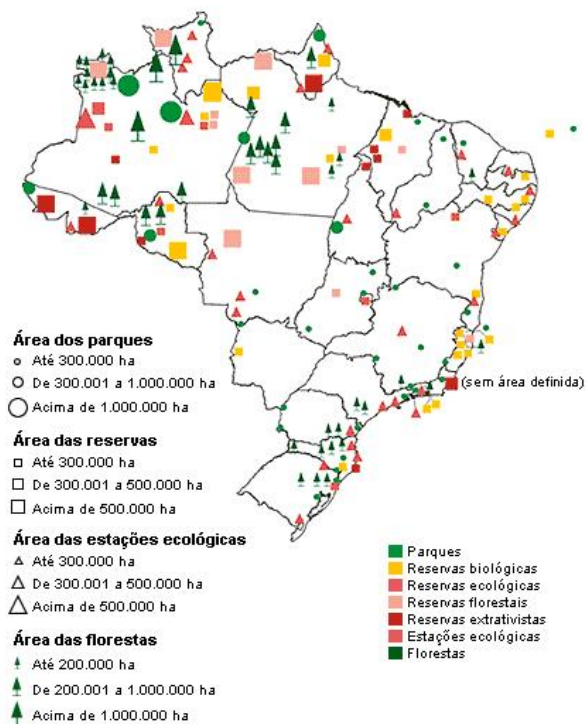 (sem área definida)
Área dos parques
Até 300.000 ha
De 300.001 a 1.000.000 ha
Acima de 1.000.000 ha
Área das reservas
Até 300.000 ha
De 300.001 a 500.000 ha
Acima de 500.000 ha
Área das estações ecológicas
Até 300.000 ha
De 300.001 a 500.000 ha
Acima de 500.000 ha
Área das florestas
Até 200.000 ha
De 200.001 a 1.000.000 ha
Acima de 1.000.000 ha
Parques
Reservas biológicas
Reservas ecológicas
Reservas florestais
Reservas extrativistas
Estações ecológicas
Florestas